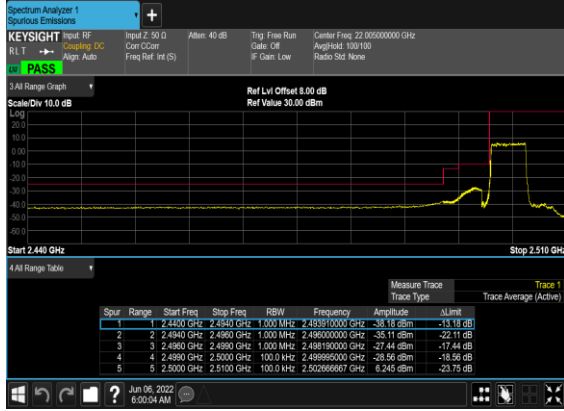 Spectrum Analyzer 1
Spurious Emissions
KEYSIGHT Input: RF Input Z: 50 Ω Atten: 40 dB Trig: Free Run Center Freq: 22.005000000 GHz
RLT Coupling: DC Corr CCorr Gate: Off Avg|Hold: 100/100
Align: Auto Freq Ref: Int (S) IF Gain: Low Radio Std: None
PASS
3 All Range Graph Ref Lvl Offset 8.00 dB
Scale/Div 10.0 dB Ref Value 30.00 dBm
Log
20.0
10.0
0.00
-10.0
-20.0
-30.0
-40.0
-50.0
-60.0
Start 2.440 GHz Stop 2.510 GHz
4 All Range Table
Measure Trace Trace 1
Trace Type Trace Average (Active)
Spur Range Start Freq Stop Freq RBW Frequency Amplitude ΔLimit
1 1 2.4400 GHz 2.4940 GHz 1.000 MHz 2.493910000 GHz -38.18 dBm -13.18 dB
2 2 2.4940 GHz 2.4960 GHz 1.000 MHz 2.496000000 GHz -35.11 dBm -22.11 dB
3 3 2.4960 GHz 2.4990 GHz 1.000 MHz 2.498190000 GHz -27.44 dBm -17.44 dB
4 4 2.4990 GHz 2.5000 GHz 100.0 kHz 2.499995000 GHz -28.56 dBm -18.56 dB
5 5 2.5000 GHz 2.5100 GHz 100.0 kHz 2.502666667 GHz 6.245 dBm -23.75 dB
Jun 06, 2022
6:00:04 AM